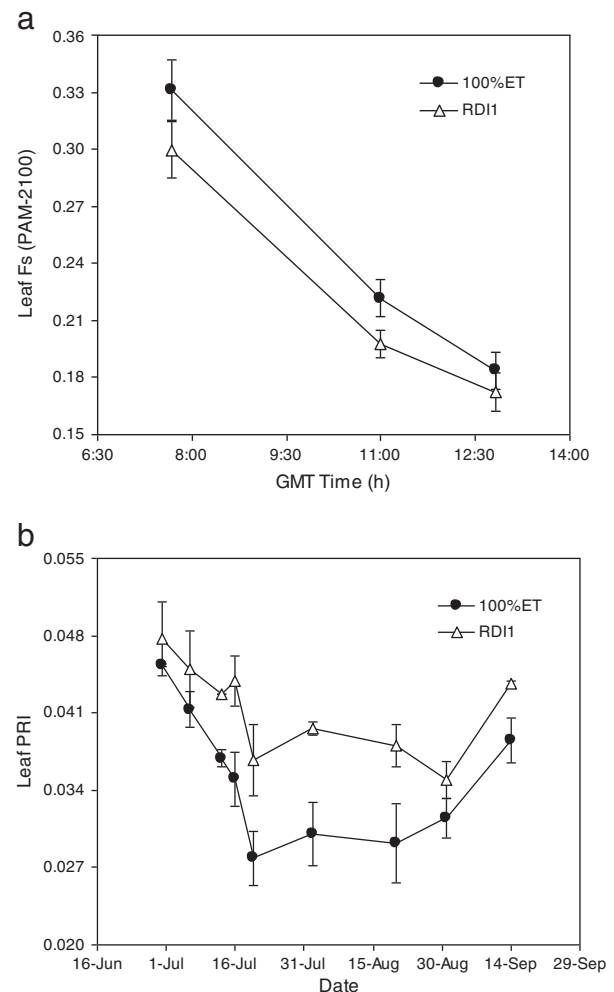 a
0.36
0.33
0.30
0.27
0.24
0.21
0.18
0.15
Leaf Fs (PAM-2100)
100%ET
RDI1
6:30 8:00 9:30 11:00 12:30 14:00
GMT Time (h)
b
0.055
0.048
0.041
0.034
0.027
0.020
Leaf PRI
100%ET
RDI1
16-Jun 1-Jul 16-Jul 31-Jul 15-Aug 30-Aug 14-Sep 29-Sep
Date